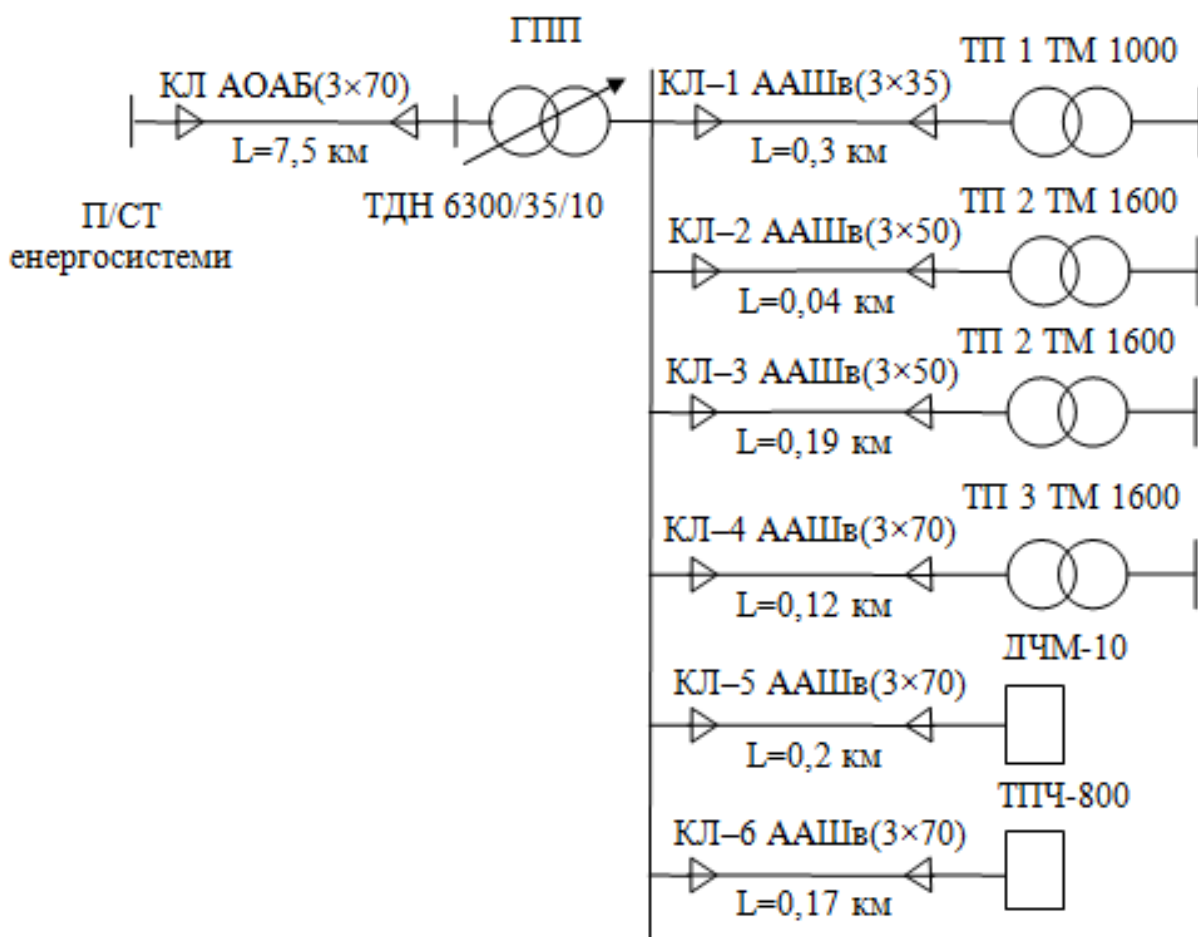 ГПП
КЛ АОАБ(3×70)
L=7,5 км
ТДН 6300/35/10
П/СТ
енергосистеми
ТП 1 ТМ 1000
КЛ–1 ААШв(3×35)
L=0,3 км
ТП 2 ТМ 1600
КЛ–2 ААШв(3×50)
L=0,04 км
ТП 2 ТМ 1600
КЛ–3 ААШв(3×50)
L=0,19 км
ТП 3 ТМ 1600
КЛ–4 ААШв(3×70)
L=0,12 км
ДЧМ-10
КЛ–5 ААШв(3×70)
L=0,2 км
ТПЧ-800
КЛ–6 ААШв(3×70)
L=0,17 км